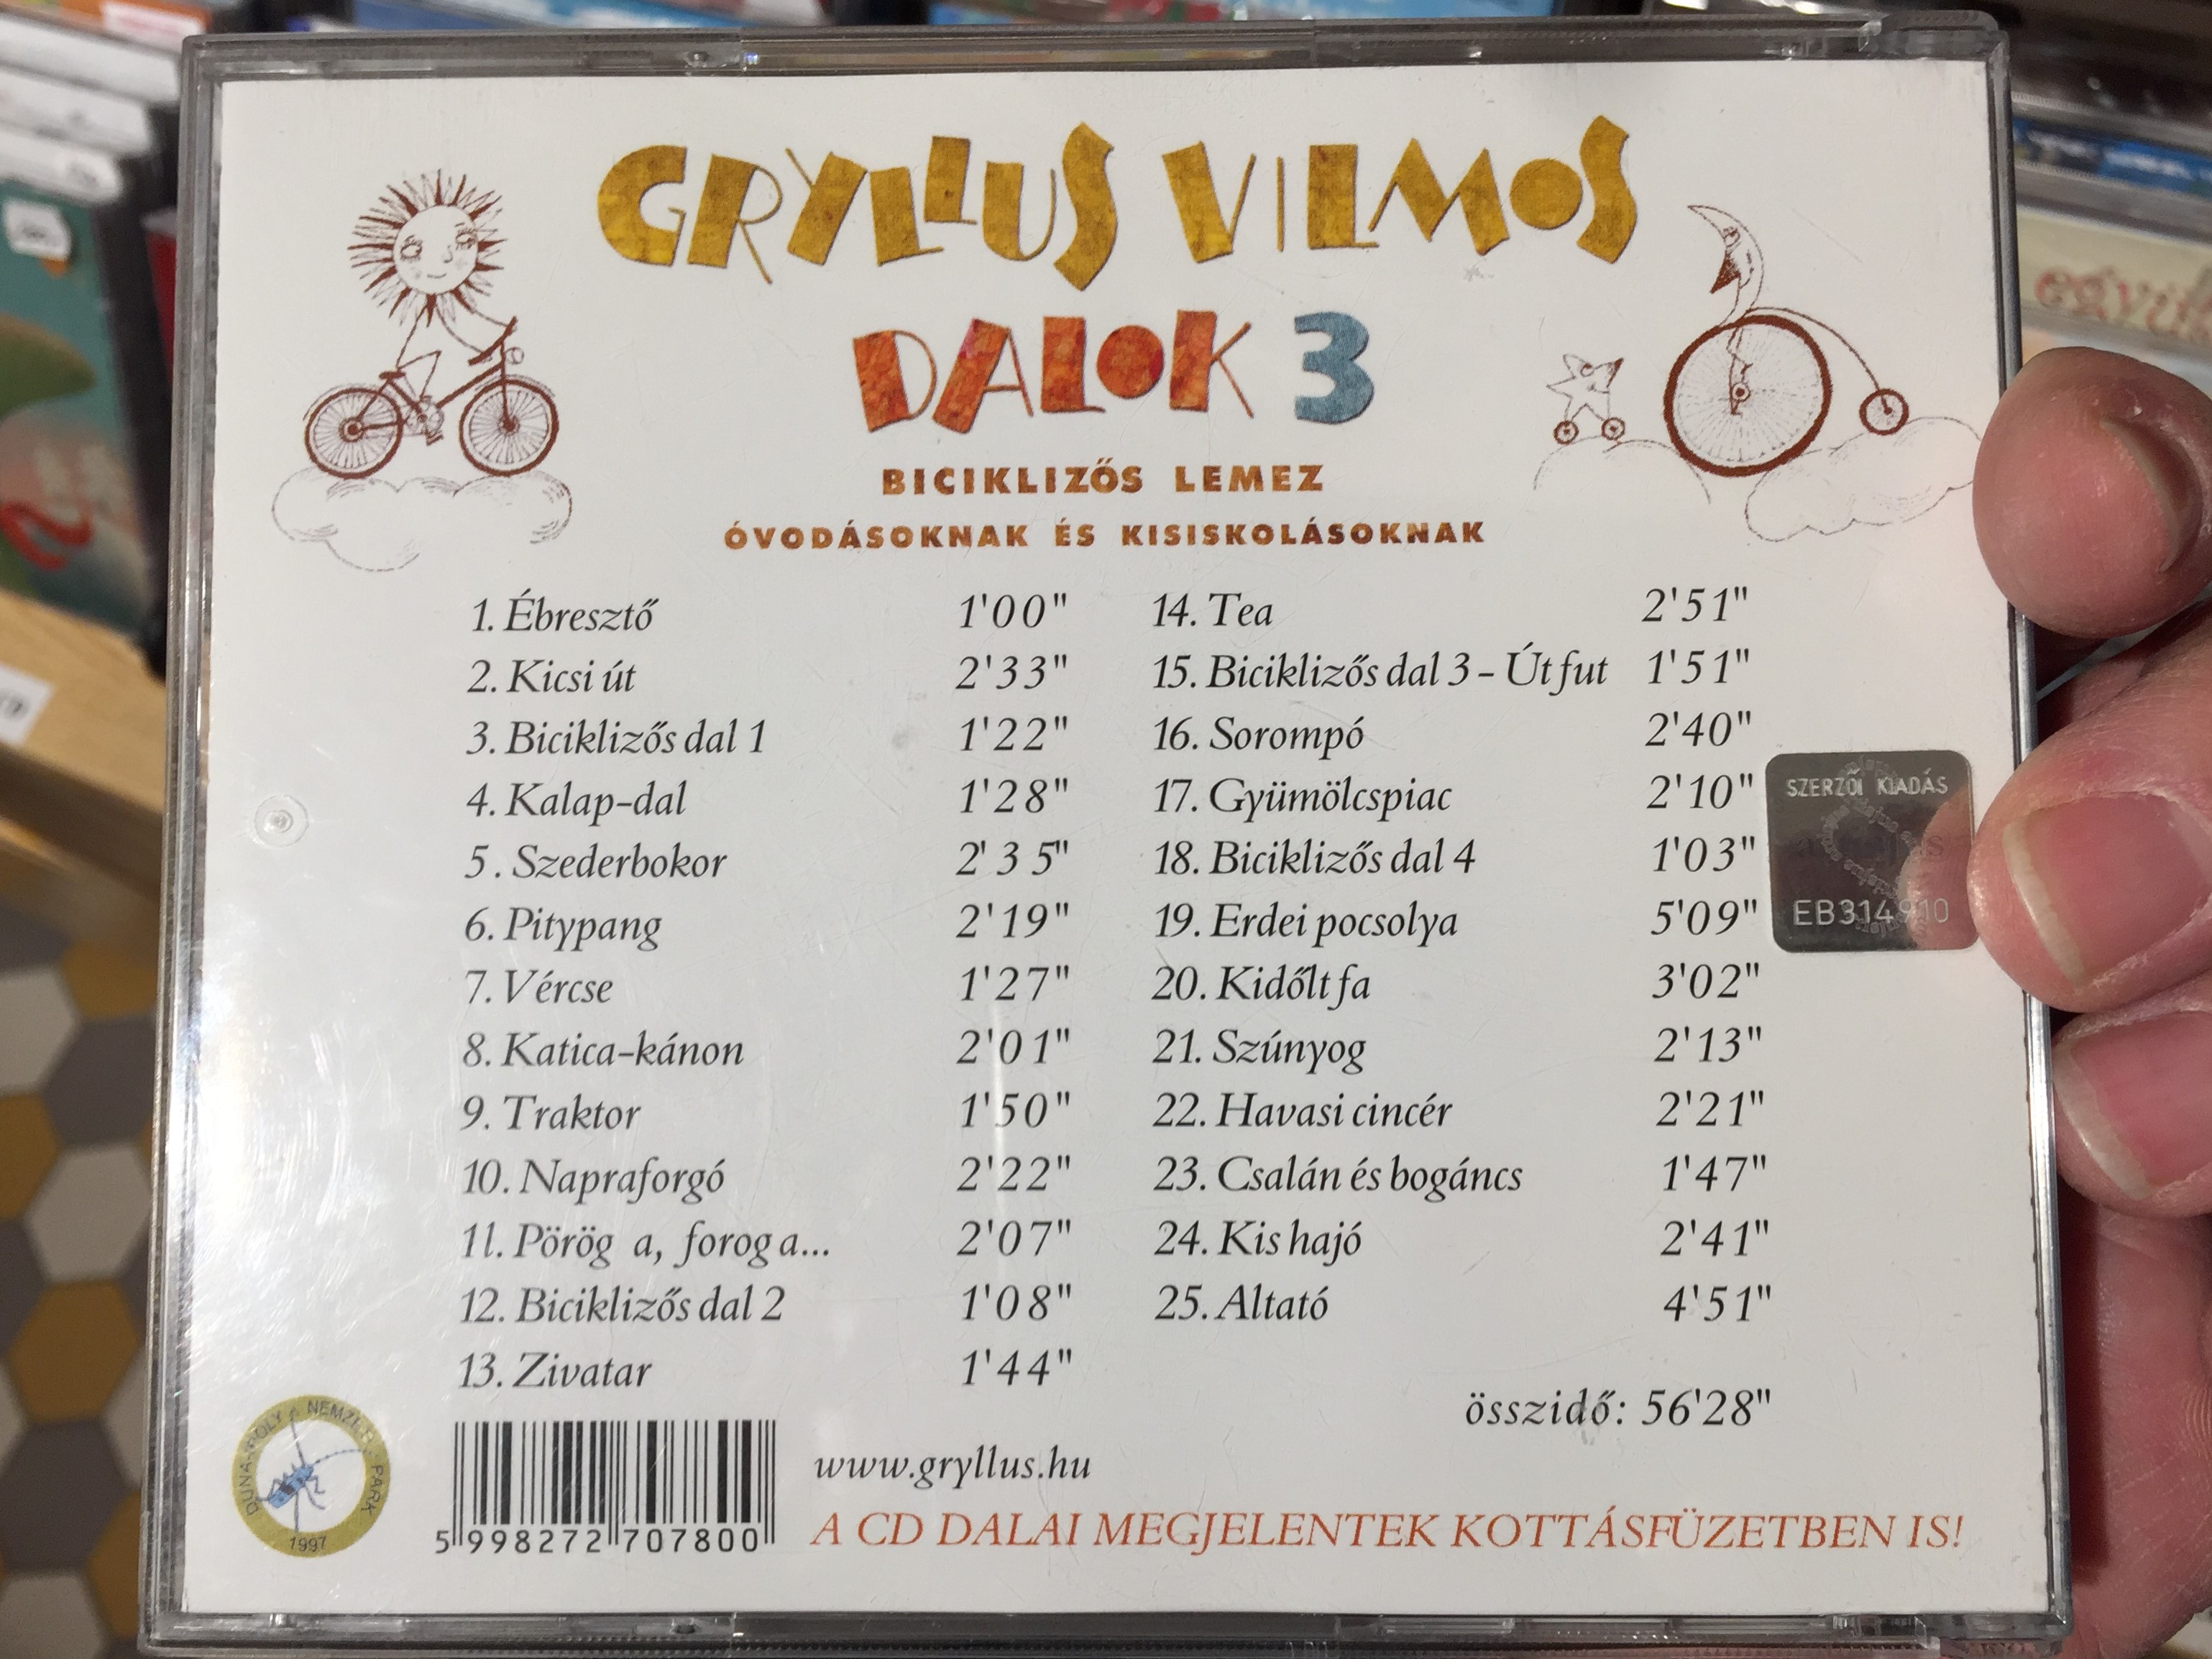 GRYLLUS VILMOS
DALOK 3
BICIKLIZŐS LEMEZ
ÓVODÁSOKNAK ÉS KISISKOLÁSOKNAK
1. Ébresztő 1'00"
2. Kicsi út 2'33"
3. Biciklizős dal 1 1'22"
4. Kalap-dal 1'28"
5. Szederbokor 2'35"
6. Pitypang 2'19"
7. Vércse 1'27"
8. Katica-kánon 2'01"
9. Traktor 1'50"
10. Napraforgó 2'22"
11. Pörög a, forog a... 2'07"
12. Biciklizős dal 2 1'08"
13. Zivatar 1'44"
14. Tea 2'51"
15. Biciklizős dal 3 - Út fut 1'51"
16. Sorompó 2'40"
17. Gyümölcspiac 2'10"
18. Biciklizős dal 4 1'03"
19. Erdei pocsolya 5'09"
20. Kidőlt fa 3'02"
21. Szúnyog 2'13"
22. Havasi cincér 2'21"
23. Csalán és bogáncs 1'47"
24. Kis hajó 2'41"
25. Altató 4'51"
összidő: 56'28"
SZERZŐI KIADÁS
EB314910
DUNA-IPOLY NEMZETI PARK
1997
5 998272 707800
www.gryllus.hu
A CD DALAI MEGJELENTEK KOTTÁSFÜZETBEN IS!